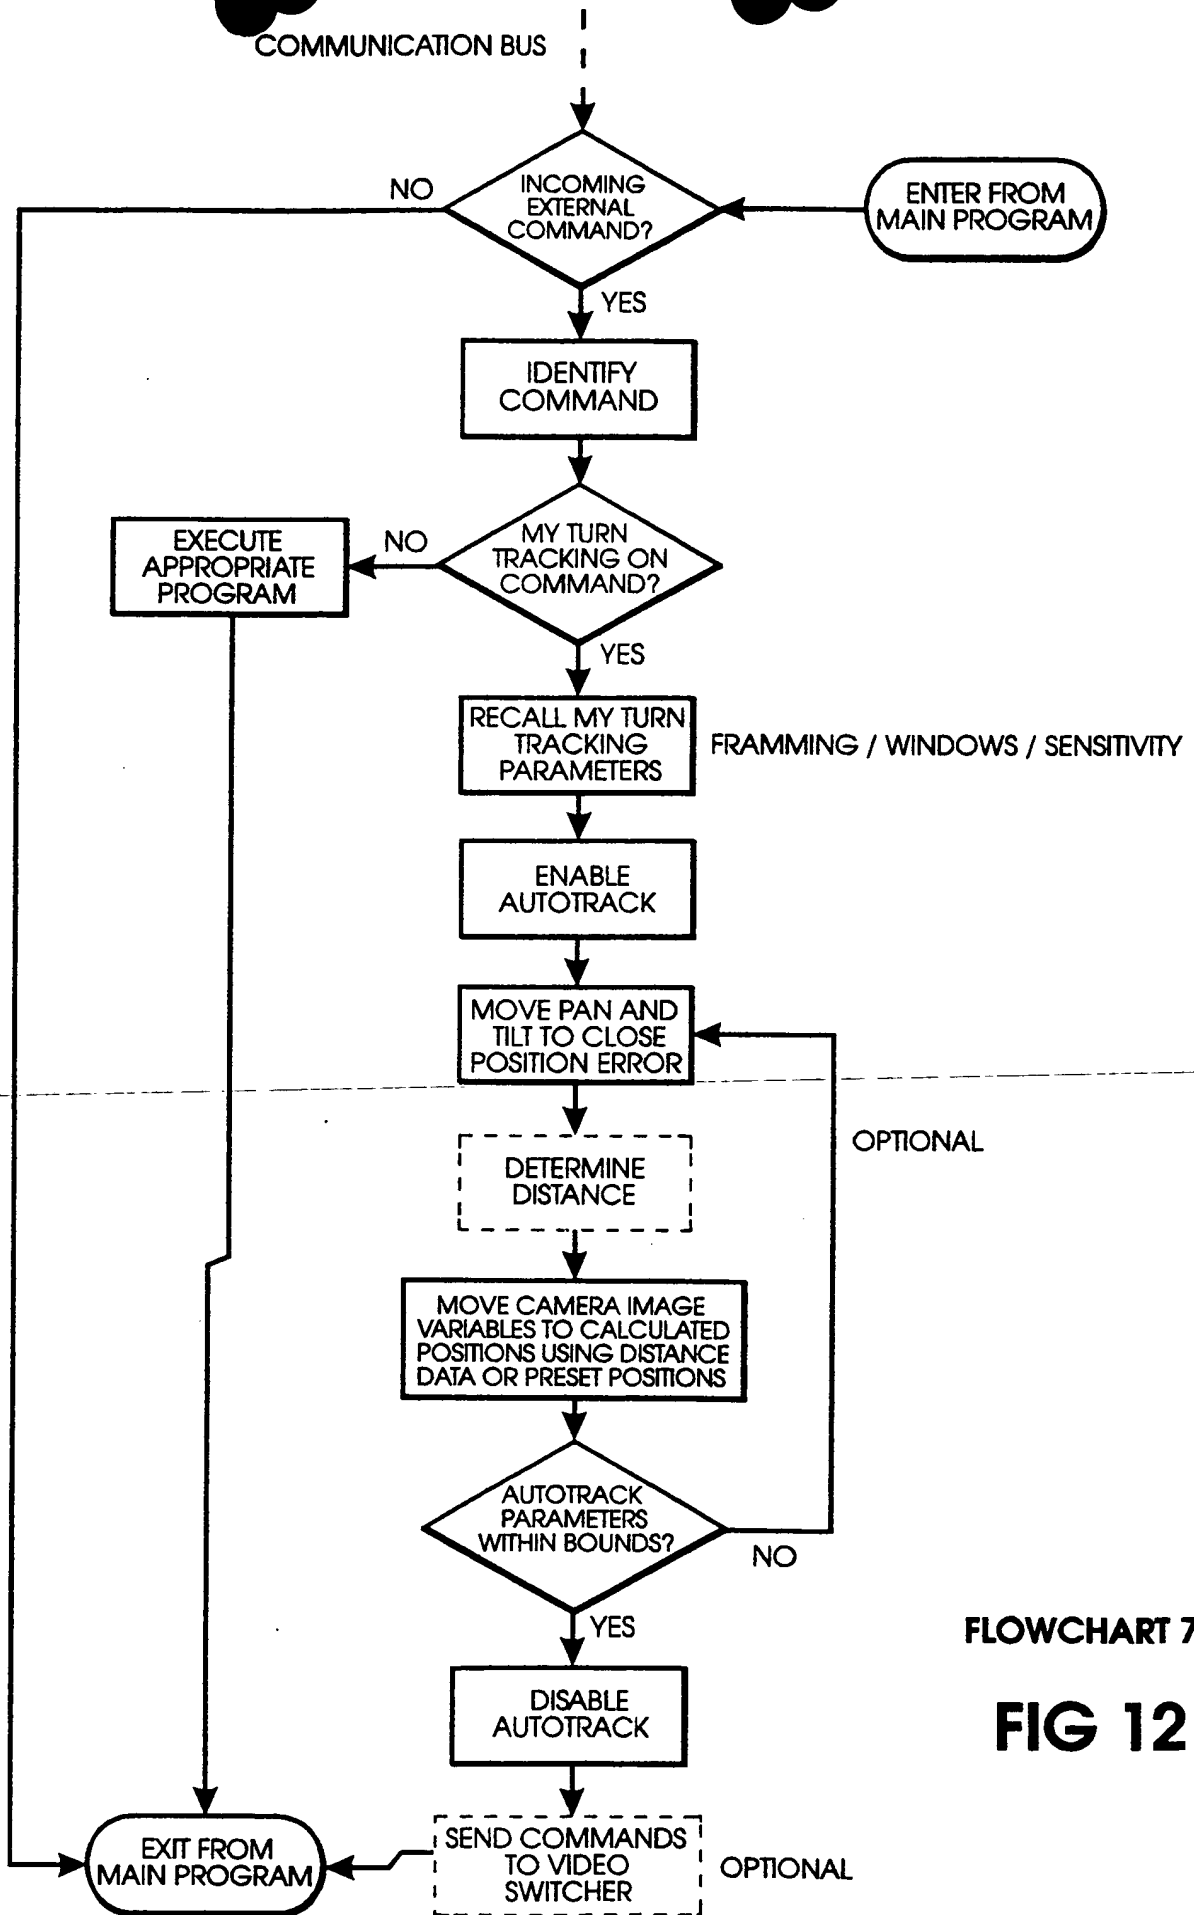 COMMUNICATION BUS
NO
INCOMING
EXTERNAL
COMMAND?
ENTER FROM
MAIN PROGRAM
YES
IDENTIFY
COMMAND
EXECUTE
APPROPRIATE
PROGRAM
NO
MY TURN
TRACKING ON
COMMAND?
YES
RECALL MY TURN
TRACKING
PARAMETERS
FRAMMING / WINDOWS / SENSITIVITY
ENABLE
AUTOTRACK
MOVE PAN AND
TILT TO CLOSE
POSITION ERROR
OPTIONAL
DETERMINE
DISTANCE
MOVE CAMERA IMAGE
VARIABLES TO CALCULATED
POSITIONS USING DISTANCE
DATA OR PRESET POSITIONS
AUTOTRACK
PARAMETERS
WITHIN BOUNDS?
NO
YES
FLOWCHART 7
DISABLE
AUTOTRACK
FIG 12
EXIT FROM
MAIN PROGRAM
SEND COMMANDS
TO VIDEO
SWITCHER
OPTIONAL